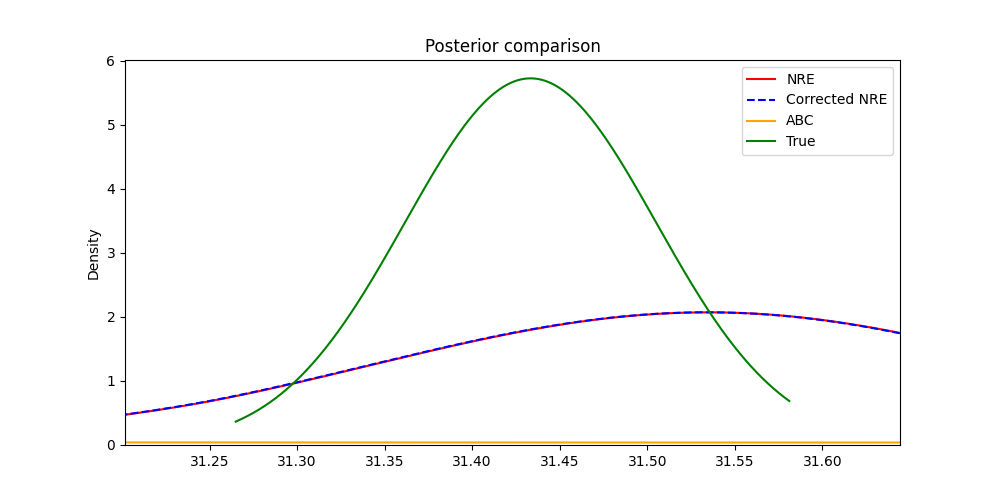 Posterior comparison
NRE
Corrected NRE
ABC
True
Density
6
5
4
3
2
1
0
31.25 31.30 31.35 31.40 31.45 31.50 31.55 31.60